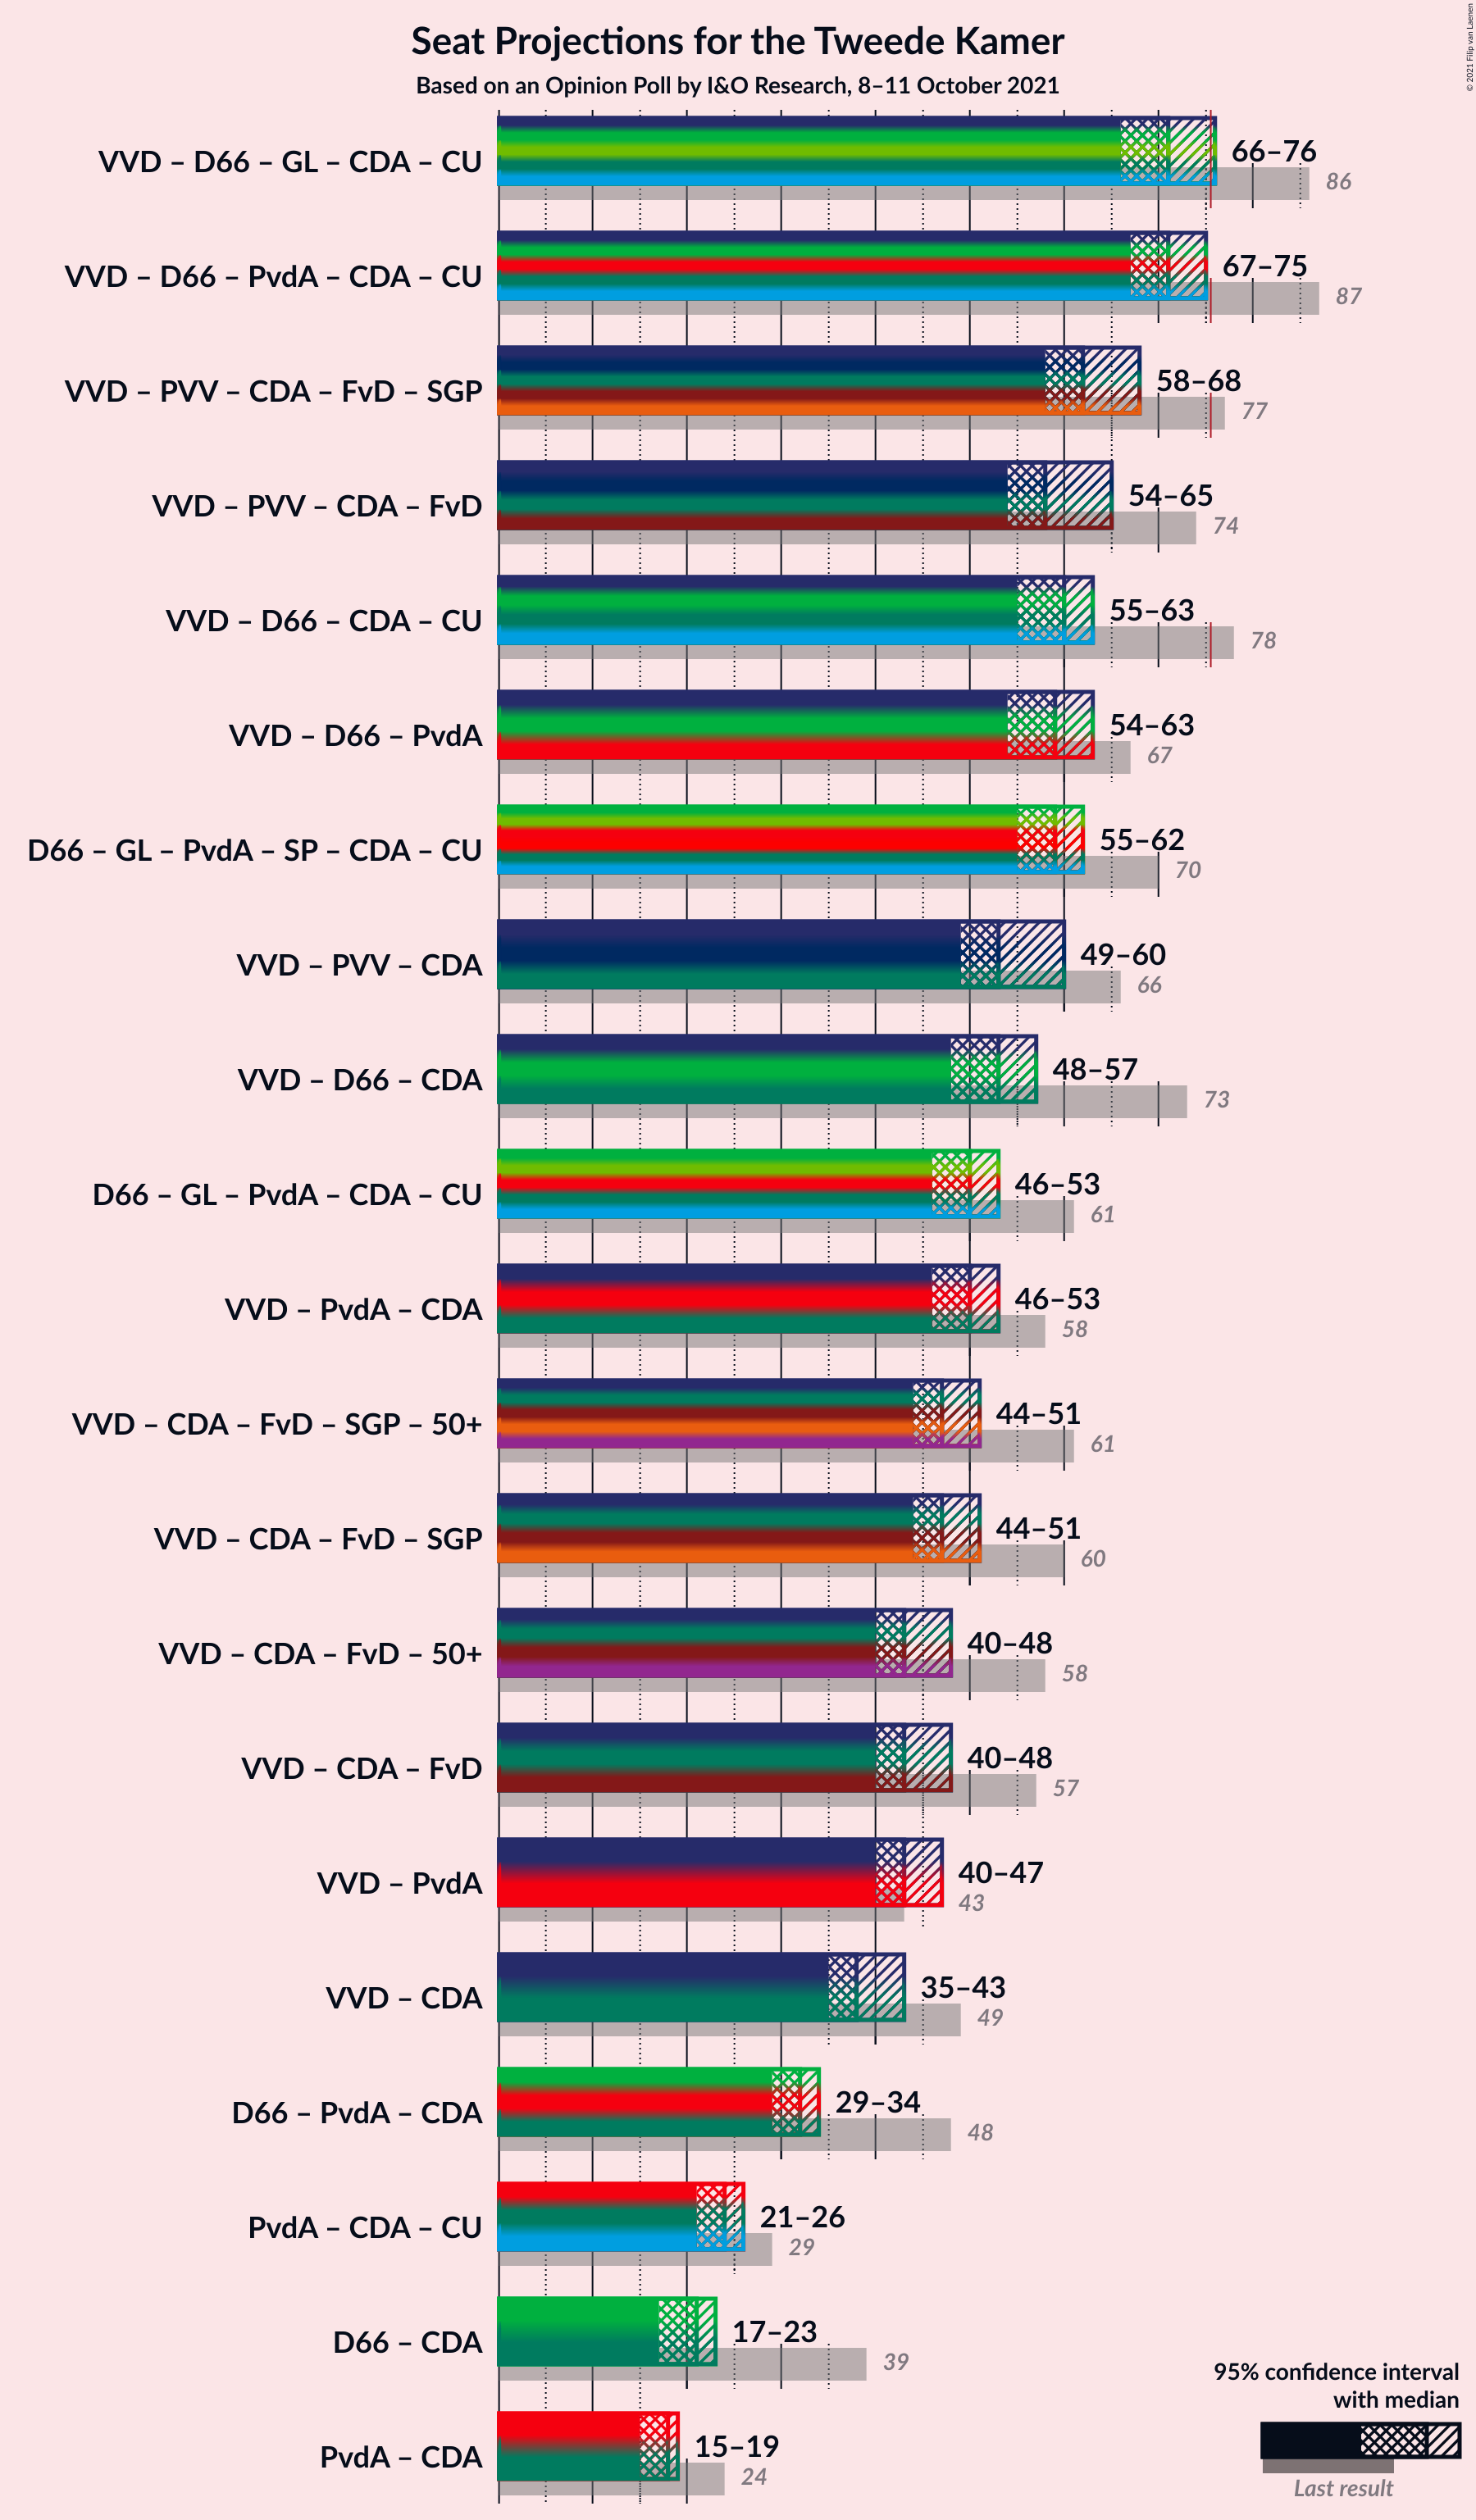 Seat Projections for the Tweede Kamer
Based on an Opinion Poll by I&O Research, 8–11 October 2021
© 2021 Filip van Laenen
VVD – D66 – GL – CDA – CU
66–76
86
VVD – D66 – PvdA – CDA – CU
67–75
87
VVD – PVV – CDA – FvD – SGP
58–68
77
VVD – PVV – CDA – FvD
54–65
74
VVD – D66 – CDA – CU
55–63
78
VVD – D66 – PvdA
54–63
67
D66 – GL – PvdA – SP – CDA – CU
55–62
70
VVD – PVV – CDA
49–60
66
VVD – D66 – CDA
48–57
73
D66 – GL – PvdA – CDA – CU
46–53
61
VVD – PvdA – CDA
46–53
58
VVD – CDA – FvD – SGP – 50+
44–51
61
VVD – CDA – FvD – SGP
44–51
60
VVD – CDA – FvD – 50+
40–48
58
VVD – CDA – FvD
40–48
57
VVD – PvdA
40–47
43
VVD – CDA
35–43
49
D66 – PvdA – CDA
29–34
48
PvdA – CDA – CU
21–26
29
D66 – CDA
17–23
39
PvdA – CDA
15–19
24
95% confidence interval
with median
Last result